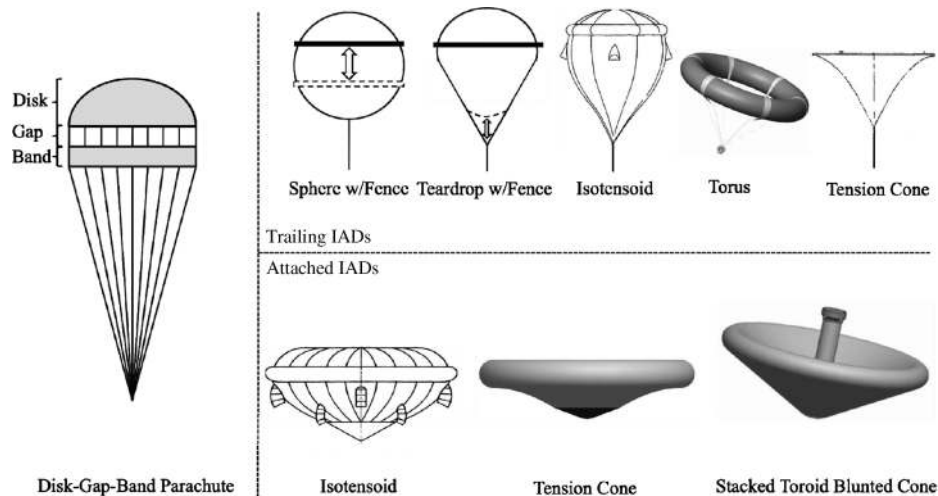 Disk
Gap
Band
Disk-Gap-Band Parachute
Sphere w/Fence
Teardrop w/Fence
Isotensoid
Torus
Tension Cone
Trailing IADs
Attached IADs
Isotensoid
Tension Cone
Stacked Toroid Blunted Cone